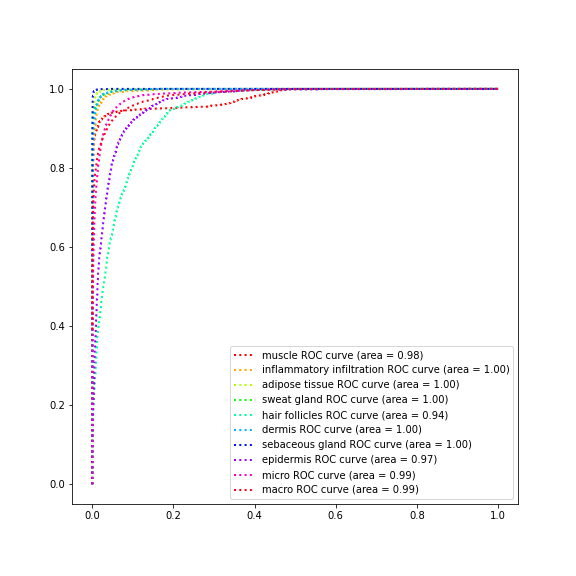 1.0
0.8
0.6
0.4
0.2
0.0
muscle ROC curve (area = 0.98)
inflammatory infiltration ROC curve (area = 1.00)
adipose tissue ROC curve (area = 1.00)
sweat gland ROC curve (area = 1.00)
hair follicles ROC curve (area = 0.94)
dermis ROC curve (area = 1.00)
sebaceous gland ROC curve (area = 1.00)
epidermis ROC curve (area = 0.97)
micro ROC curve (area = 0.99)
macro ROC curve (area = 0.99)
0.0 0.2 0.4 0.6 0.8 1.0